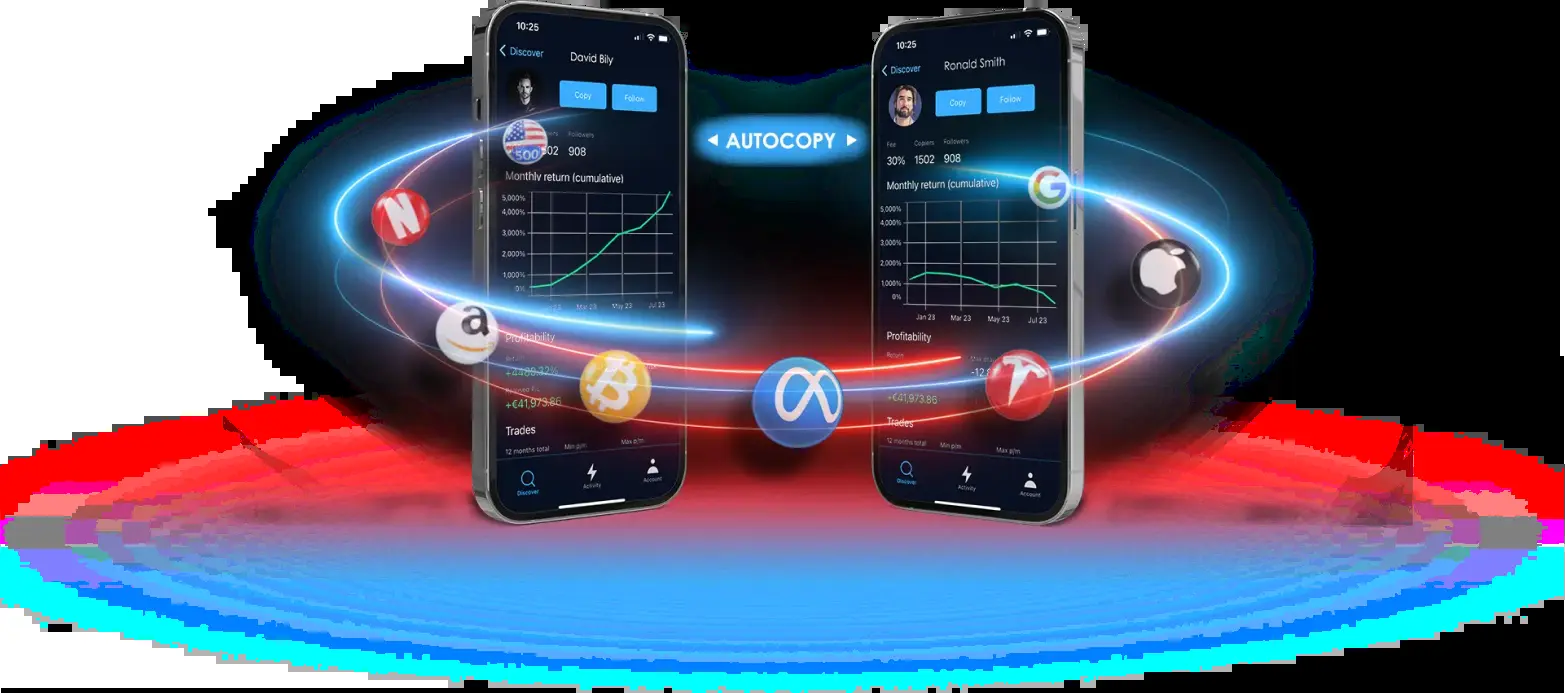 10:25
Discover
David Bily
Copy
Follow
Followers
500
502
908
Monthly return (cumulative)
5,000%
4,000%
3,000%
2,000%
1,000%
0%
Mar 23
May 23
Jul 23
Profitability
+4480.32%
+€41,973.86
Trades
12 months total
Min p/m
Max p/m
Discover
Activity
Account
AUTOCOPY
10:25
Discover
Ronald Smith
Copy
Follow
Fee
Copiers
Followers
30%
1502
908
Monthly return (cumulative)
5,000%
4,000%
3,000%
2,000%
1,000%
0%
Jan 23
Mar 23
May 23
Jul 23
Profitability
Return
+€41,973.86
Trades
12 months total
Min p/m
Max p/m
Discover
Activity
Account